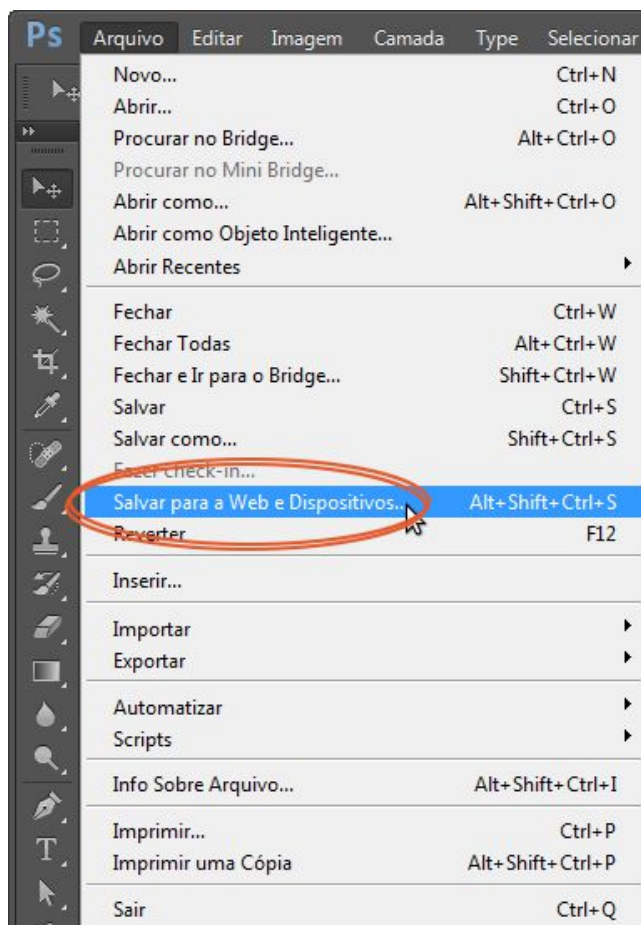 Ps Arquivo Editar Imagem Camada Type Selecionar
Novo... Ctrl+N
Abrir... Ctrl+O
Procurar no Bridge... Alt+Ctrl+O
Procurar no Mini Bridge...
Abrir como... Alt+Shift+Ctrl+O
Abrir como Objeto Inteligente...
Abrir Recentes
Fechar Ctrl+W
Fechar Todas Alt+Ctrl+W
Fechar e Ir para o Bridge... Shift+Ctrl+W
Salvar Ctrl+S
Salvar como... Shift+Ctrl+S
Fazer check-in...
Salvar para a Web e Dispositivos... Alt+Shift+Ctrl+S
Reverter F12
Inserir...
Importar
Exportar
Automatizar
Scripts
Info Sobre Arquivo... Alt+Shift+Ctrl+I
Imprimir... Ctrl+P
Imprimir uma Cópia Alt+Shift+Ctrl+P
Sair Ctrl+Q